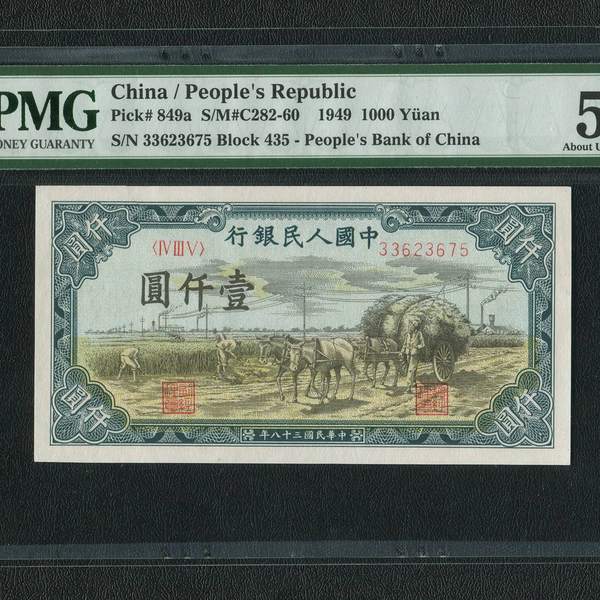 PMG
MONEY GUARANTY
China / People's Republic
Pick# 849a S/M#C282-60 1949 1000 Yüan
S/N 33623675 Block 435 - People's Bank of China
5
About U
仟圓
仟圓
行銀民人國中
〈ⅣⅢⅤ〉
33623675
圓仟壹
仟圓
仟圓
年八十三國民華中